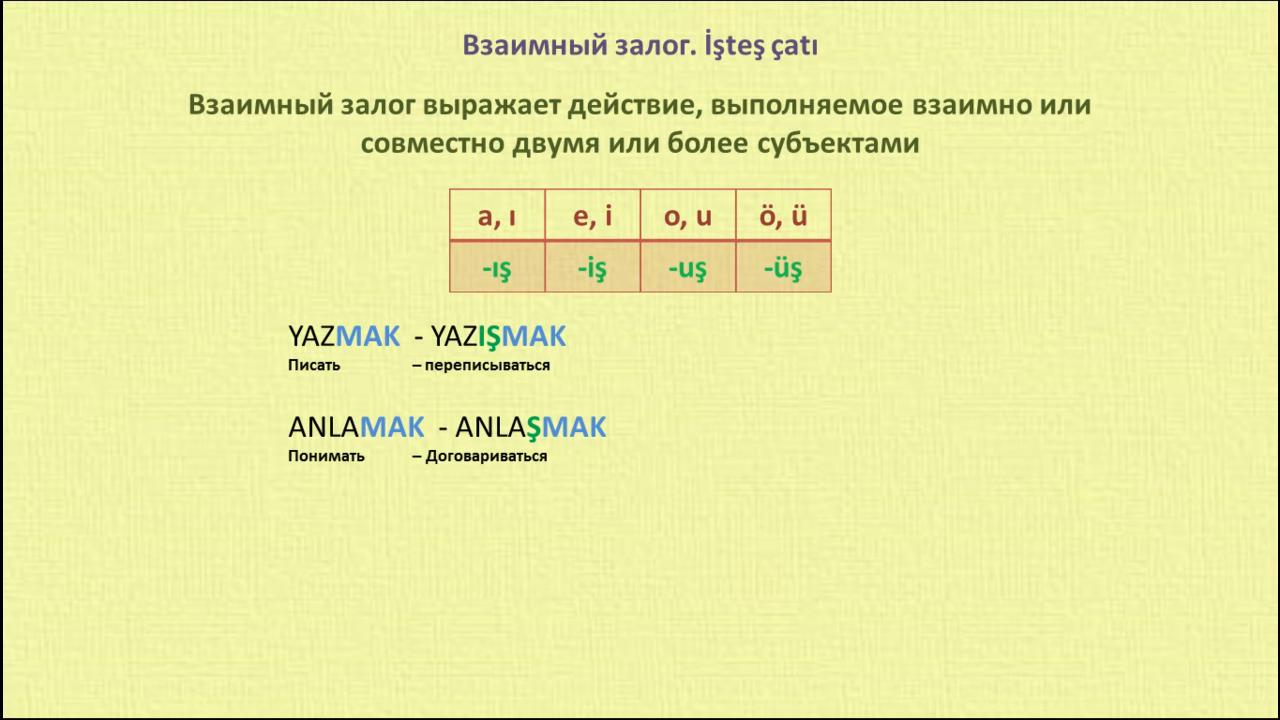 Взаимный залог. İşteş çatı
Взаимный залог выражает действие, выполняемое взаимно или
совместно двумя или более субъектами
a, ı e, i o, u ö, ü
-ış -iş -uş -üş
YAZMAK - YAZIŞMAK
Писать – переписываться
ANLAMAK - ANLAŞMAK
Понимать – Договариваться